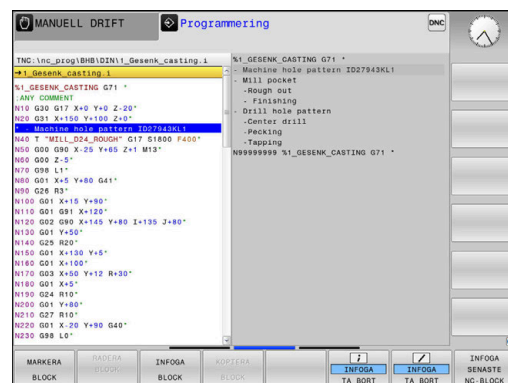 MANUELL DRIFT
Programmering
DNC
TNC:\nc_prog\BHB\DIN\1_Gesenk_casting.i
→1_Gesenk_casting.i
%1_GESENK_CASTING G71 *
;ANY COMMENT
N10 G30 G17 X+0 Y+0 Z-20*
N20 G31 X+150 Y+100 Z+0*
* - Machine hole pattern ID27943KL1
N40 T "MILL_D24_ROUGH" G17 S1800 F400*
N50 G00 G90 X-25 Y+65 Z+1 M13*
N60 G00 Z-5*
N70 G98 L1*
N80 G01 X+5 Y+80 G41*
N90 G26 R3*
N100 G01 X+15 Y+90*
N110 G01 G91 X+120*
N120 G02 G90 X+145 Y+80 I+135 J+80*
N130 G01 Y+50*
N140 G25 R20*
N150 G01 X+130 Y+5*
N160 G01 X+100*
N170 G03 X+50 Y+12 R+30*
N180 G01 X+5*
N190 G24 R10*
N200 G01 Y+80*
N210 G27 R10*
N220 G01 X-20 Y+90 G40*
N230 G98 L0*
%1_GESENK_CASTING G71 *
- Machine hole pattern ID27943KL1
- Mill pocket
-Rough out
- Finishing
- Drill hole pattern
-Center drill
-Pecking
-Tapping
N99999999 %1_GESENK_CASTING G71 *
MARKERA
BLOCK
RADERA
BLOCK
INFOGA
BLOCK
KOPIERA
BLOCK
INFOGA
TA BORT
INFOGA
TA BORT
INFOGA
SENASTE
NC-BLOCK